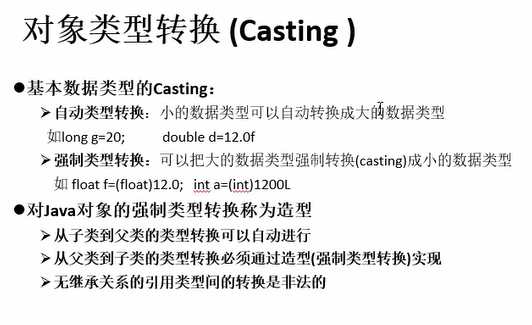 对象类型转换 (Casting )
●基本数据类型的Casting：
➢自动类型转换：小的数据类型可以自动转换成大的数据类型
如long g=20; double d=12.0f
➢强制类型转换：可以把大的数据类型强制转换(casting)成小的数据类型
如 float f=(float)12.0; int a=(int)1200L
●对Java对象的强制类型转换称为造型
➢从子类到父类的类型转换可以自动进行
➢从父类到子类的类型转换必须通过造型(强制类型转换)实现
➢无继承关系的引用类型间的转换是非法的